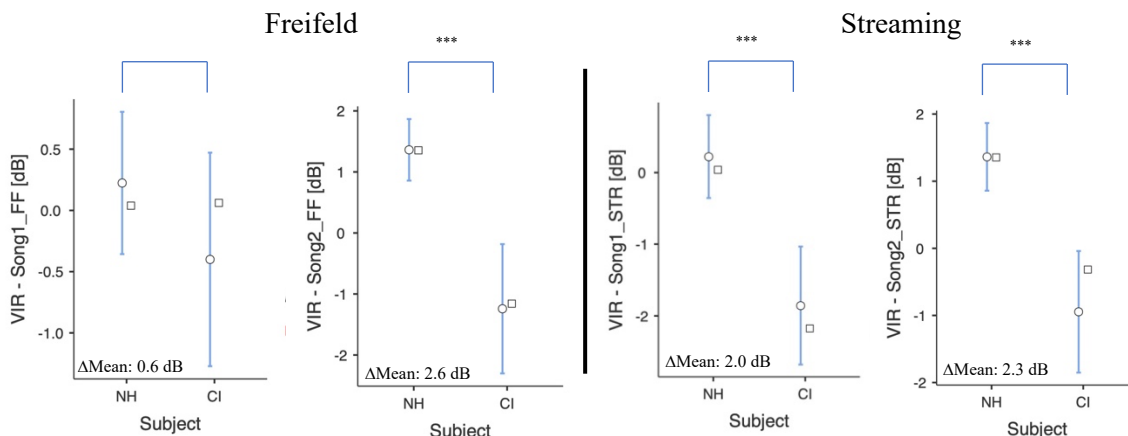 Freifeld
Streaming
***
***
***
VIR - Song1_FF [dB]
0.5
0.0
-0.5
-1.0
ΔMean: 0.6 dB
NH
CI
Subject
VIR - Song2_FF [dB]
2
1
0
-1
-2
ΔMean: 2.6 dB
NH
CI
Subject
VIR - Song1_STR [dB]
0
-1
-2
ΔMean: 2.0 dB
NH
CI
Subject
VIR - Song2_STR [dB]
2
1
0
-1
-2
ΔMean: 2.3 dB
NH
CI
Subject